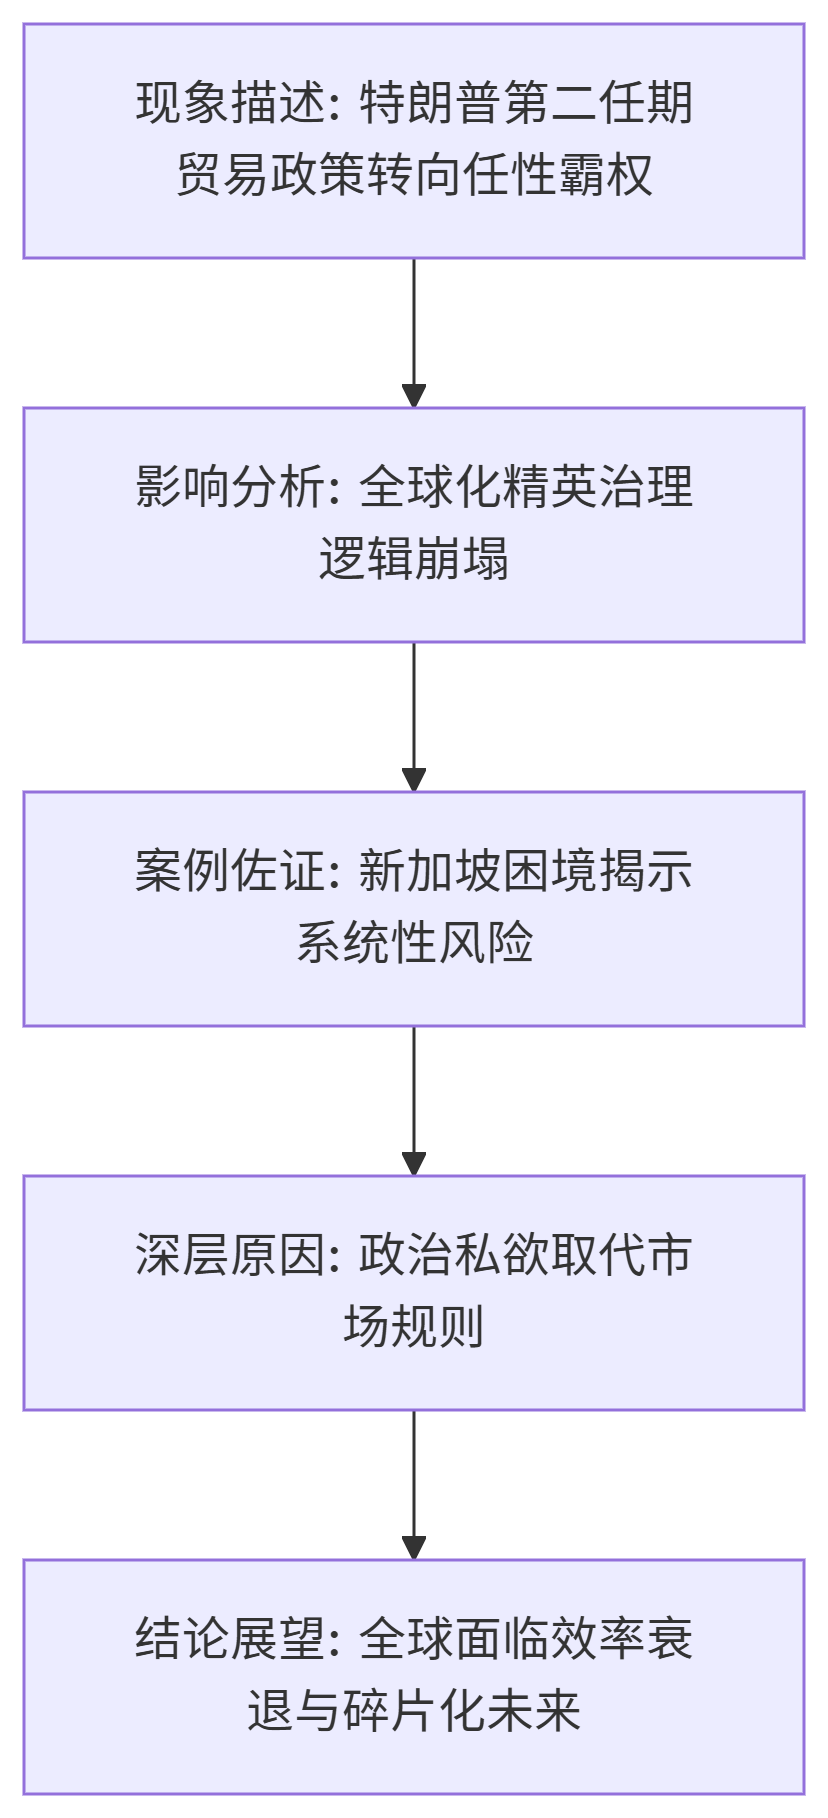 现象描述: 特朗普第二任期
贸易政策转向任性霸权
影响分析: 全球化精英治理
逻辑崩塌
案例佐证: 新加坡困境揭示
系统性风险
深层原因: 政治私欲取代市
场规则
结论展望: 全球面临效率衰
退与碎片化未来